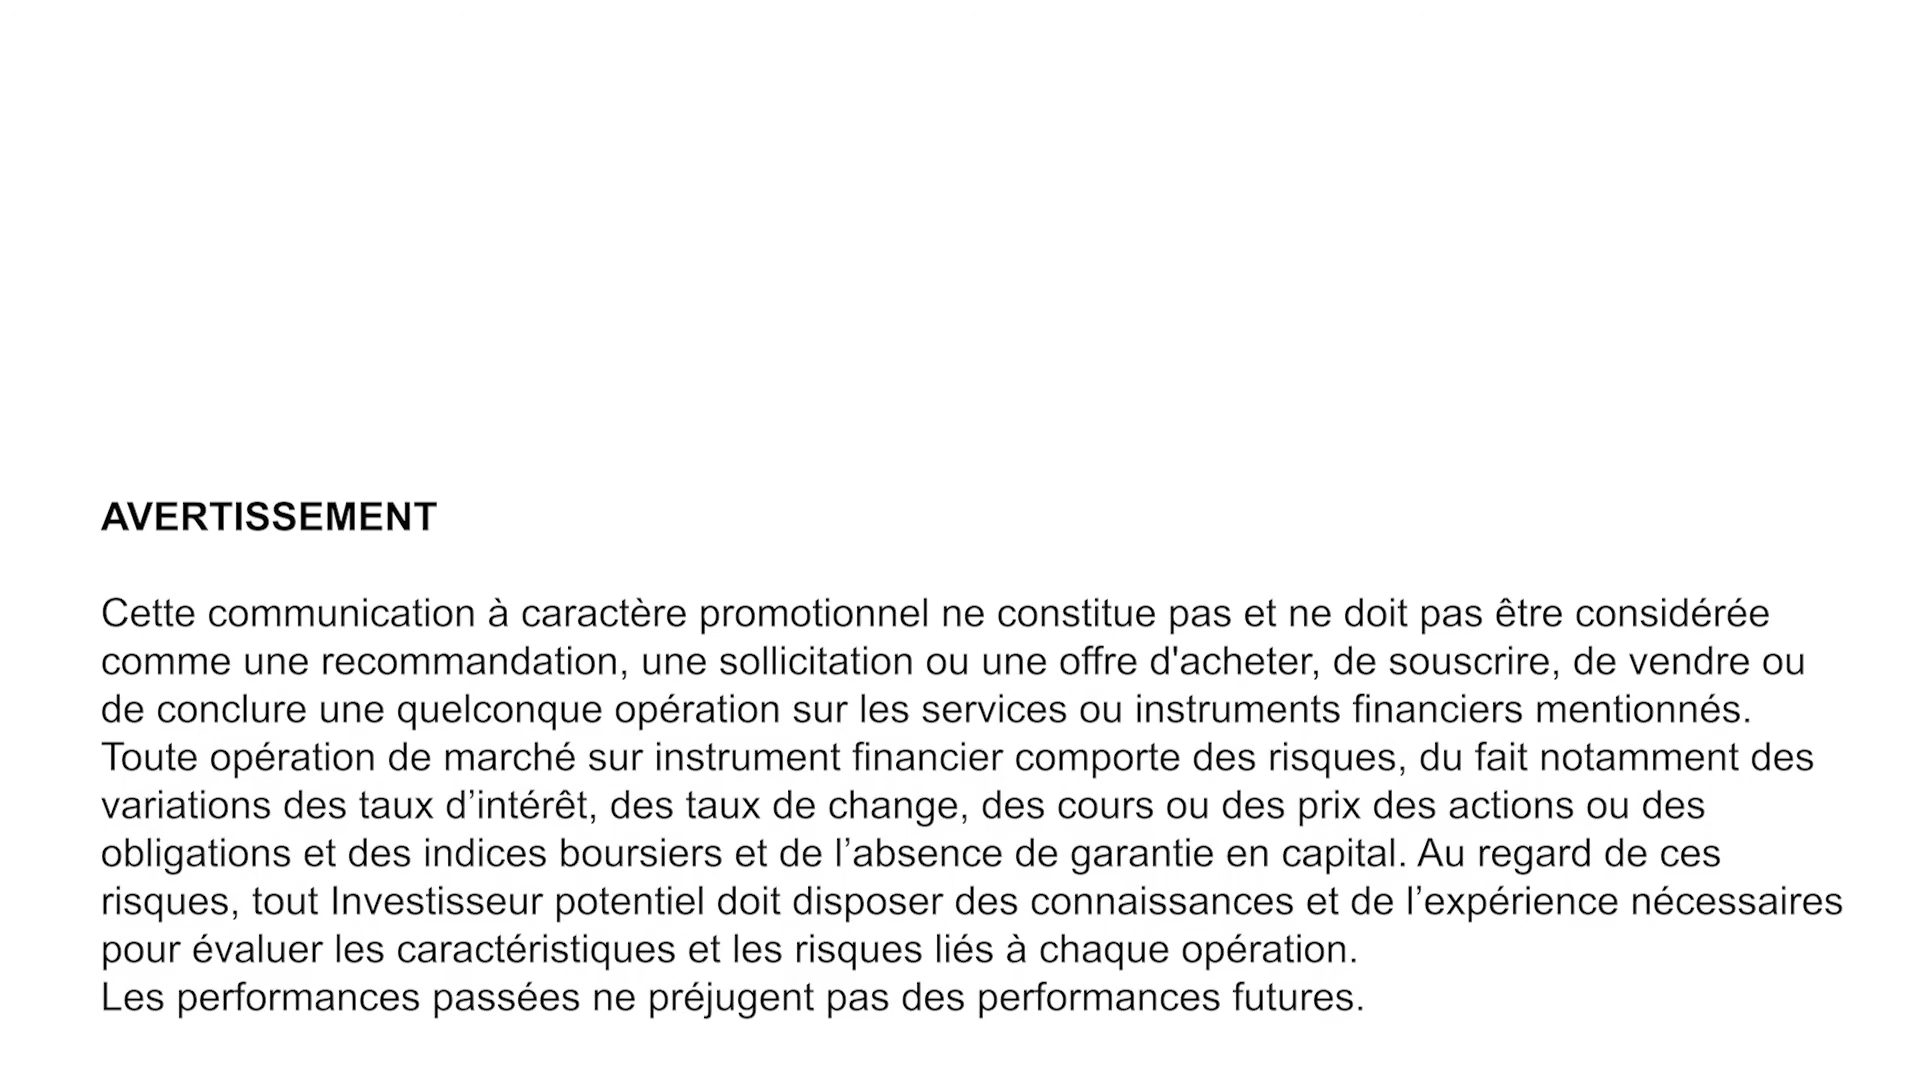 AVERTISSEMENT
Cette communication à caractère promotionnel ne constitue pas et ne doit pas être considérée
comme une recommandation, une sollicitation ou une offre d'acheter, de souscrire, de vendre ou
de conclure une quelconque opération sur les services ou instruments financiers mentionnés.
Toute opération de marché sur instrument financier comporte des risques, du fait notamment des
variations des taux d’intérêt, des taux de change, des cours ou des prix des actions ou des
obligations et des indices boursiers et de l’absence de garantie en capital. Au regard de ces
risques, tout Investisseur potentiel doit disposer des connaissances et de l’expérience nécessaires
pour évaluer les caractéristiques et les risques liés à chaque opération.
Les performances passées ne préjugent pas des performances futures.